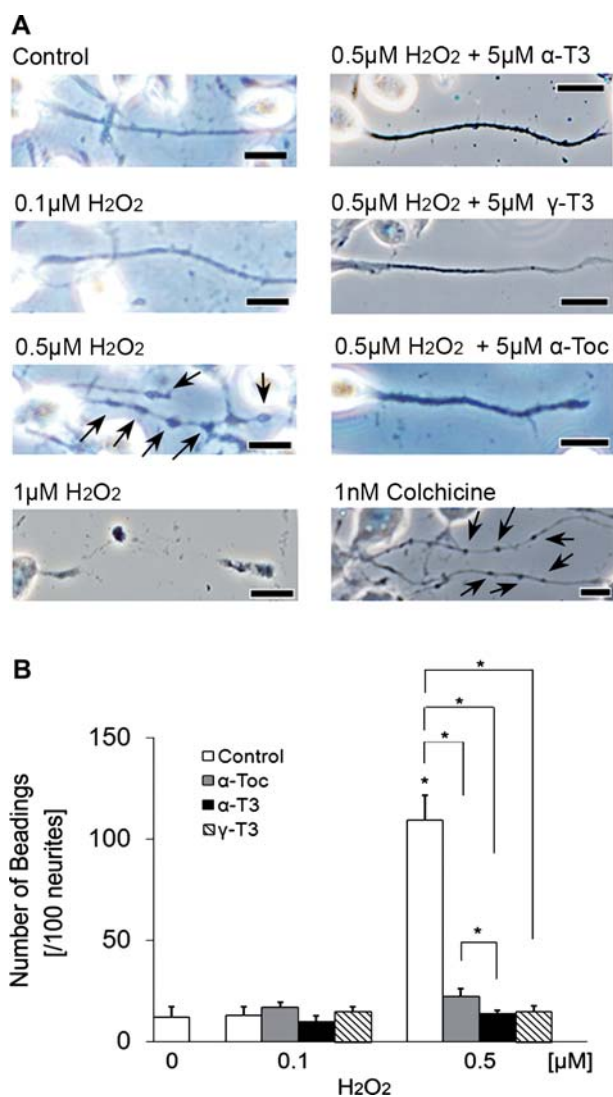 A
Control
0.5μM H2O2 + 5μM α-T3
0.1μM H2O2
0.5μM H2O2 + 5μM γ-T3
0.5μM H2O2
0.5μM H2O2 + 5μM α-Toc
1μM H2O2
1nM Colchicine
B
Number of Beadings
[/100 neurites]
150
100
50
0
Control
α-Toc
α-T3
γ-T3
*
*
*
*
*
0
0.1
0.5
[μM]
H2O2